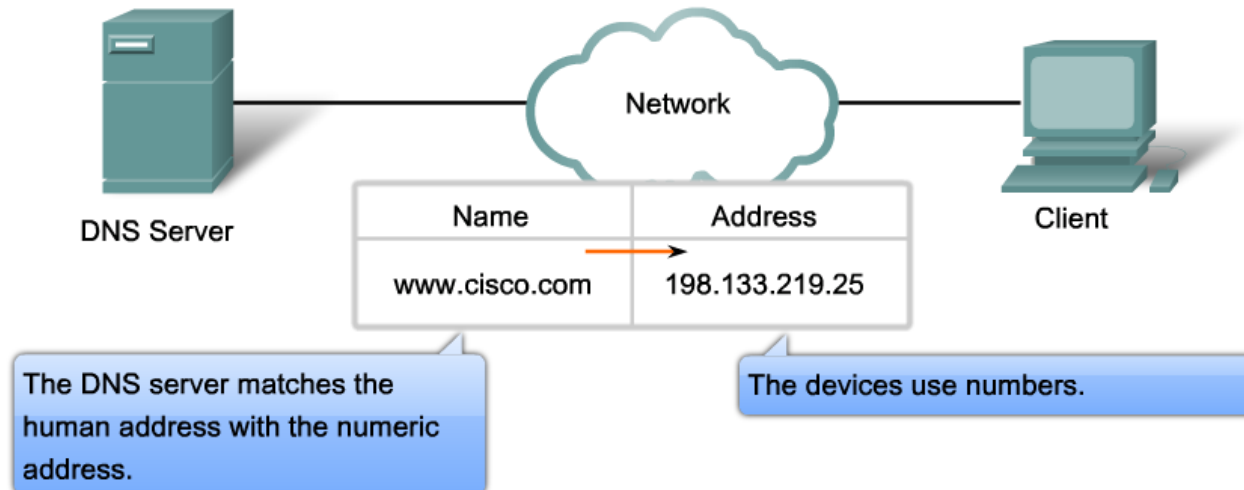 Network
DNS Server
Client
Name
Address
www.cisco.com
198.133.219.25
The DNS server matches the
human address with the numeric
address.
The devices use numbers.